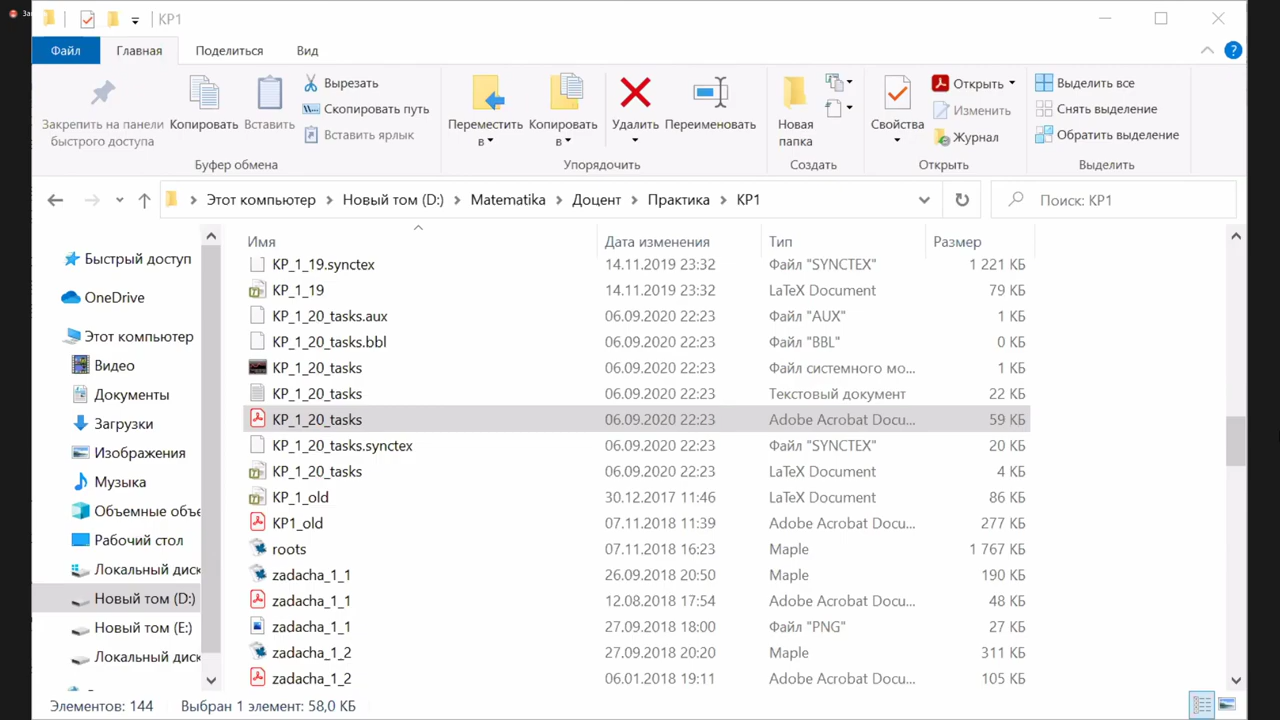 КР1
Файл
Главная
Поделиться
Вид
Закрепить на панели быстрого доступа
Копировать
Вставить
Вырезать
Скопировать путь
Вставить ярлык
Буфер обмена
Переместить в
Копировать в
Удалить
Переименовать
Упорядочить
Новая папка
Создать
Свойства
Открыть
Изменить
Журнал
Открыть
Выделить все
Снять выделение
Обратить выделение
Выделить
Этот компьютер > Новый том (D:) > Matematika > Доцент > Практика > КР1
Поиск: КР1
Быстрый доступ
OneDrive
Этот компьютер
Видео
Документы
Загрузки
Изображения
Музыка
Объемные объе
Рабочий стол
Локальный диск
Новый том (D:)
Новый том (E:)
Локальный диск
Имя Дата изменения Тип Размер
KP_1_19.synctex 14.11.2019 23:32 Файл "SYNCTEX" 1 221 КБ
KP_1_19 14.11.2019 23:32 LaTeX Document 79 КБ
KP_1_20_tasks.aux 06.09.2020 22:23 Файл "AUX" 1 КБ
KP_1_20_tasks.bbl 06.09.2020 22:23 Файл "BBL" 0 КБ
KP_1_20_tasks 06.09.2020 22:23 Файл системного мо... 1 КБ
KP_1_20_tasks 06.09.2020 22:23 Текстовый документ 22 КБ
KP_1_20_tasks 06.09.2020 22:23 Adobe Acrobat Docu... 59 КБ
KP_1_20_tasks.synctex 06.09.2020 22:23 Файл "SYNCTEX" 20 КБ
KP_1_20_tasks 06.09.2020 22:23 LaTeX Document 4 КБ
KP_1_old 30.12.2017 11:46 LaTeX Document 86 КБ
KP1_old 07.11.2018 11:39 Adobe Acrobat Docu... 277 КБ
roots 07.11.2018 16:23 Maple 1 767 КБ
zadacha_1_1 26.09.2018 20:50 Maple 190 КБ
zadacha_1_1 12.08.2018 17:54 Adobe Acrobat Docu... 48 КБ
zadacha_1_1 27.09.2018 18:00 Файл "PNG" 27 КБ
zadacha_1_2 27.09.2018 20:20 Maple 311 КБ
zadacha_1_2 06.01.2018 19:11 Adobe Acrobat Docu... 105 КБ
Элементов: 144 Выбран 1 элемент: 58,0 КБ